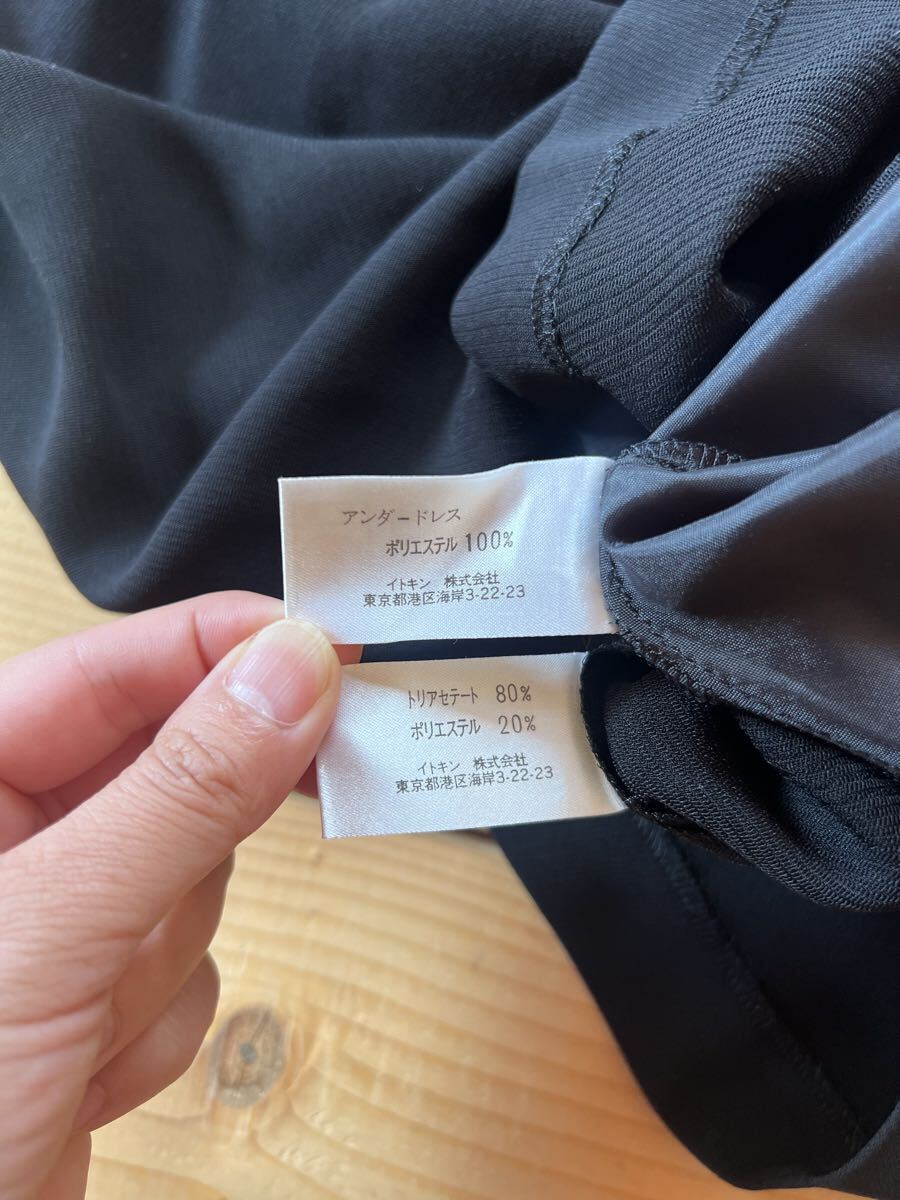 アンダードレス
ポリエステル 100%
イトキン 株式会社
東京都港区海岸3-22-23
トリアセテート 80%
ポリエステル 20%
イトキン 株式会社
東京都港区海岸3-22-23